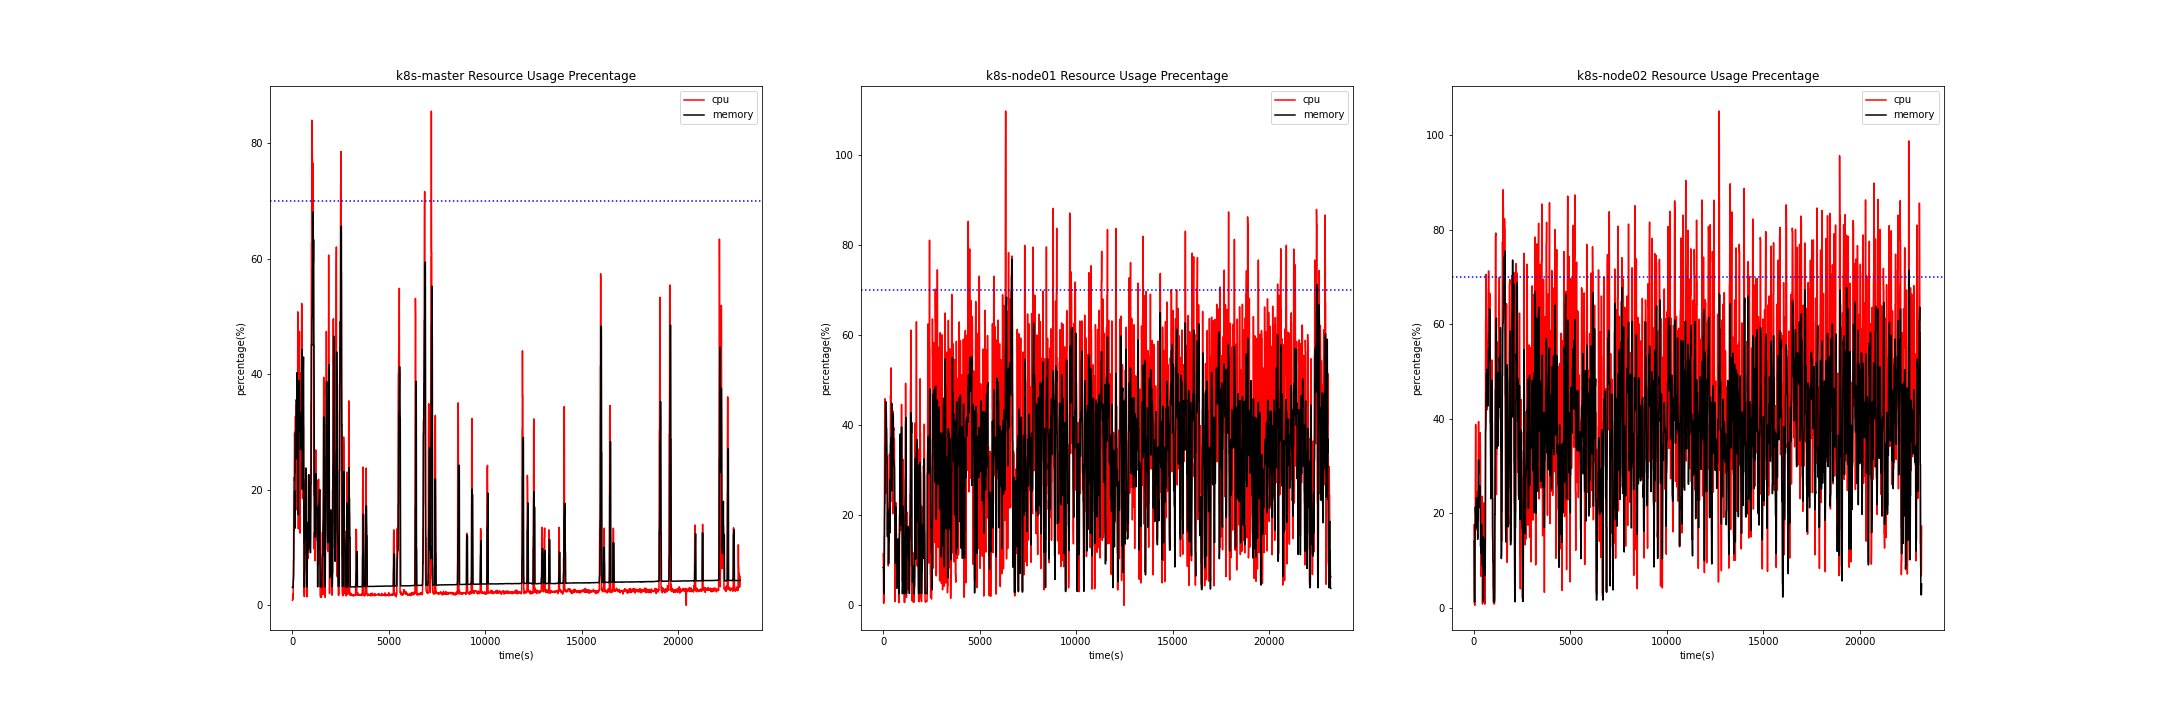 k8s-master Resource Usage Precentage
cpu
memory
80
60
40
20
0
percentage(%)
0 5000 10000 15000 20000
time(s)
k8s-node01 Resource Usage Precentage
cpu
memory
100
80
60
40
20
0
percentage(%)
0 5000 10000 15000 20000
time(s)
k8s-node02 Resource Usage Precentage
cpu
memory
100
80
60
40
20
0
percentage(%)
0 5000 10000 15000 20000
time(s)